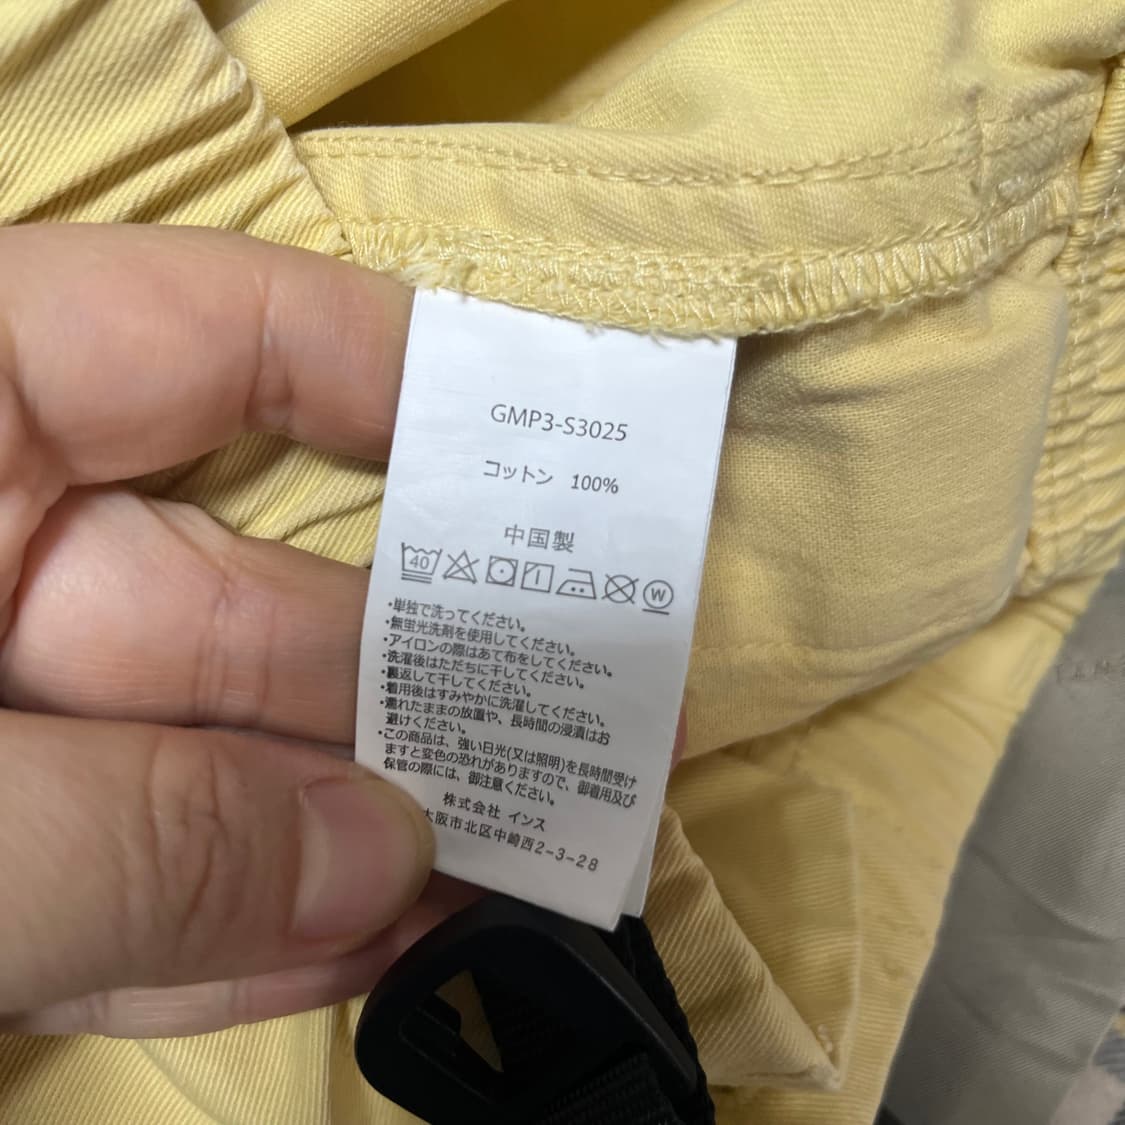 GMP3-S3025
コットン 100%
中国製
40
W
・単独で洗ってください。
・無蛍光洗剤を使用してください。
・アイロンの際はあて布をしてください。
・洗濯後はただちに干してください。
・裏返して干してください。
・着用後はすみやかに洗濯してください。
・濡れたままの放置や、長時間の浸漬はお
避けください。
・この商品は、強い日光(又は照明)を長時間受け
ますと変色の恐れがありますので、御着用及び
保管の際には、御注意ください。
株式会社 インス
大阪市北区中崎西2-3-28